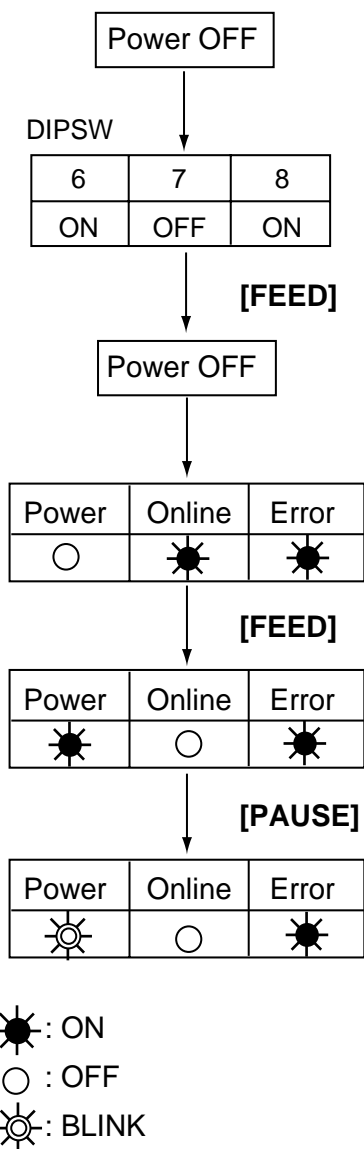 Power OFF
DIPSW
6 7 8
ON OFF ON
[FEED]
Power OFF
Power Online Error
[FEED]
Power Online Error
[PAUSE]
Power Online Error
: ON
: OFF
: BLINK